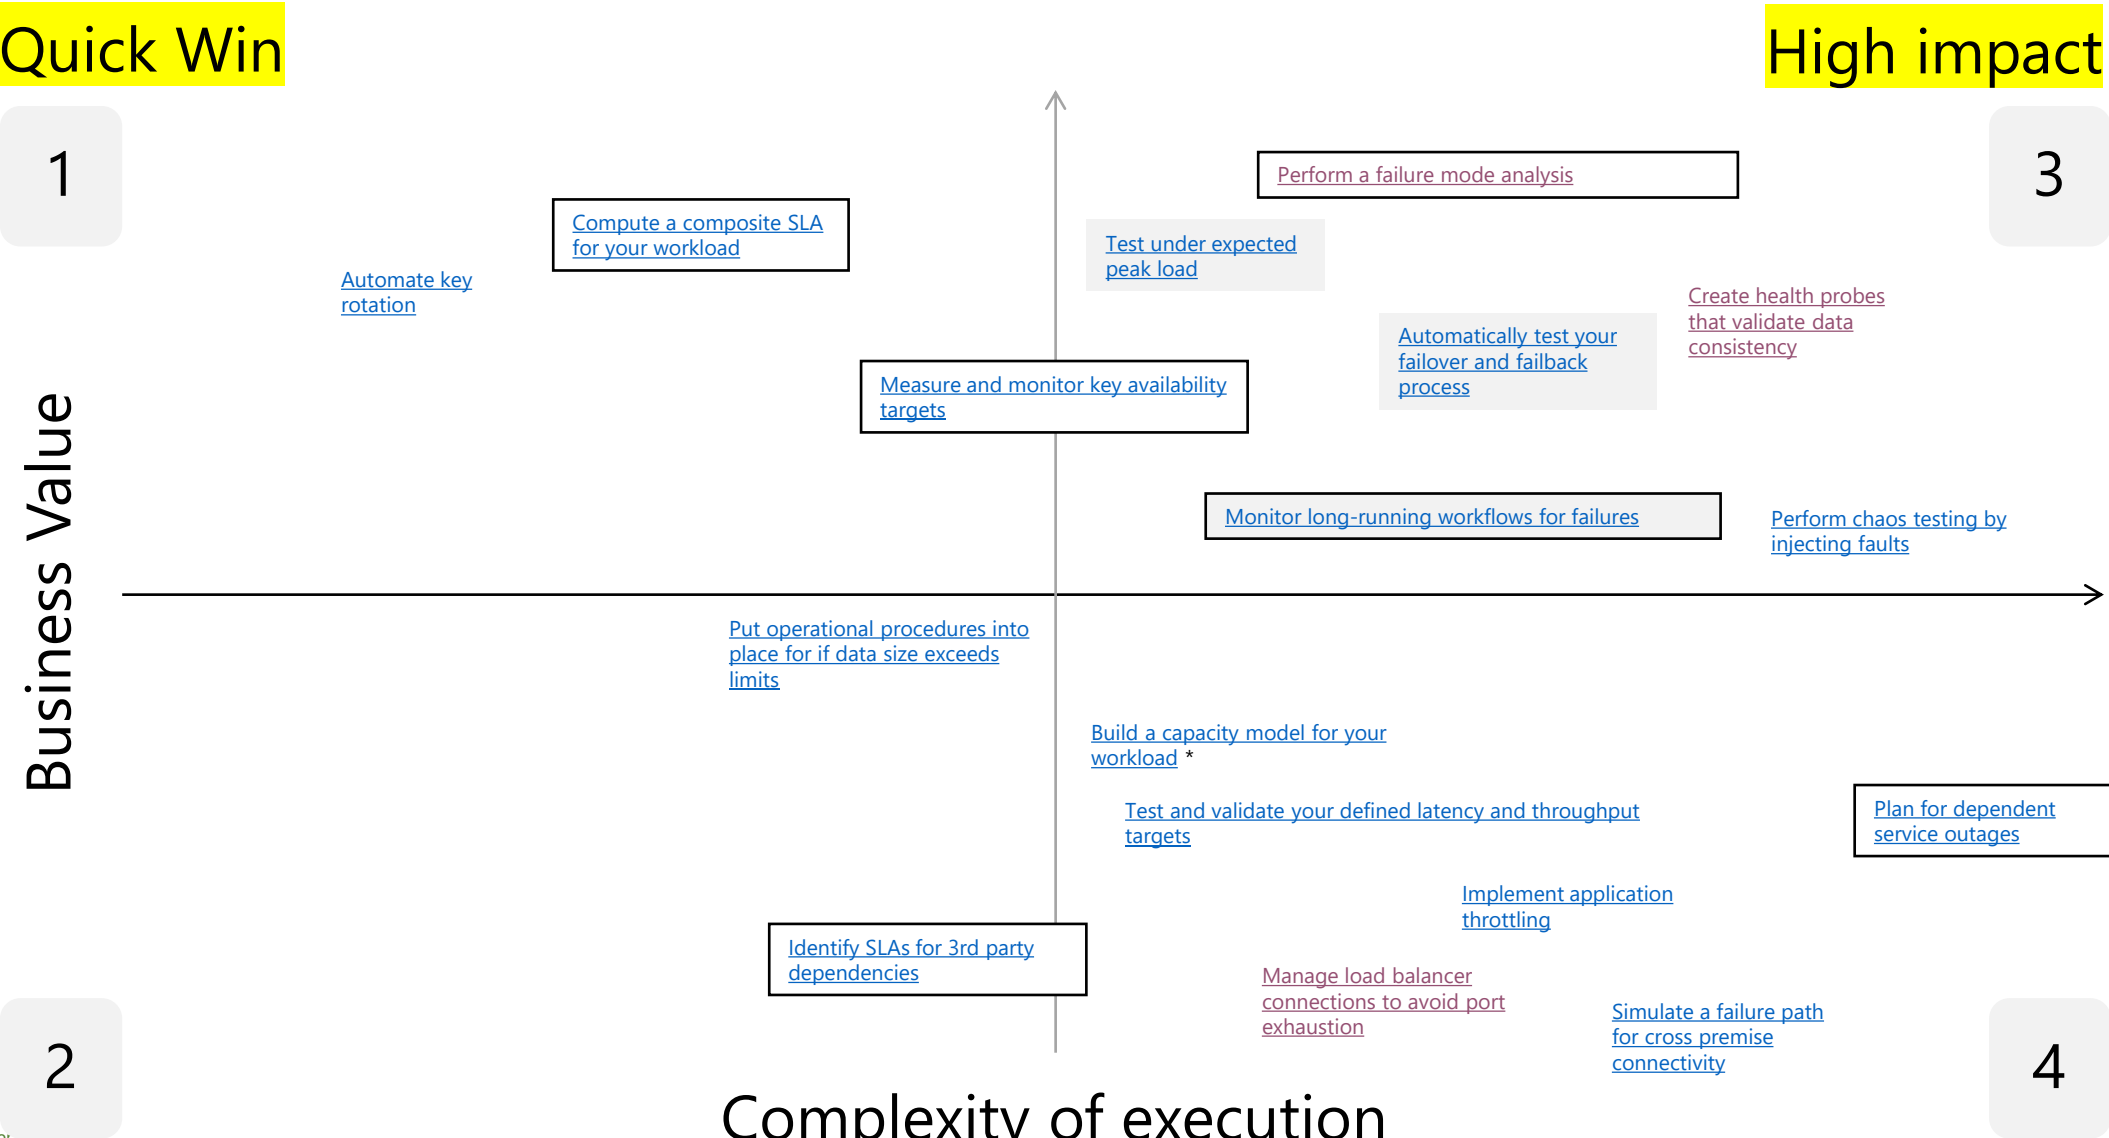 Quick Win
High impact
1
3
Perform a failure mode analysis
Compute a composite SLA
for your workload
Test under expected
peak load
Automate key
rotation
Create health probes
that validate data
consistency
Automatically test your
failover and failback
process
Measure and monitor key availability
targets
Business Value
Monitor long-running workflows for failures
Perform chaos testing by
injecting faults
Put operational procedures into
place for if data size exceeds
limits
Build a capacity model for your
workload *
Test and validate your defined latency and throughput
targets
Plan for dependent
service outages
Implement application
throttling
Identify SLAs for 3rd party
dependencies
Manage load balancer
connections to avoid port
exhaustion
Simulate a failure path
for cross premise
connectivity
2
4
Complexity of execution